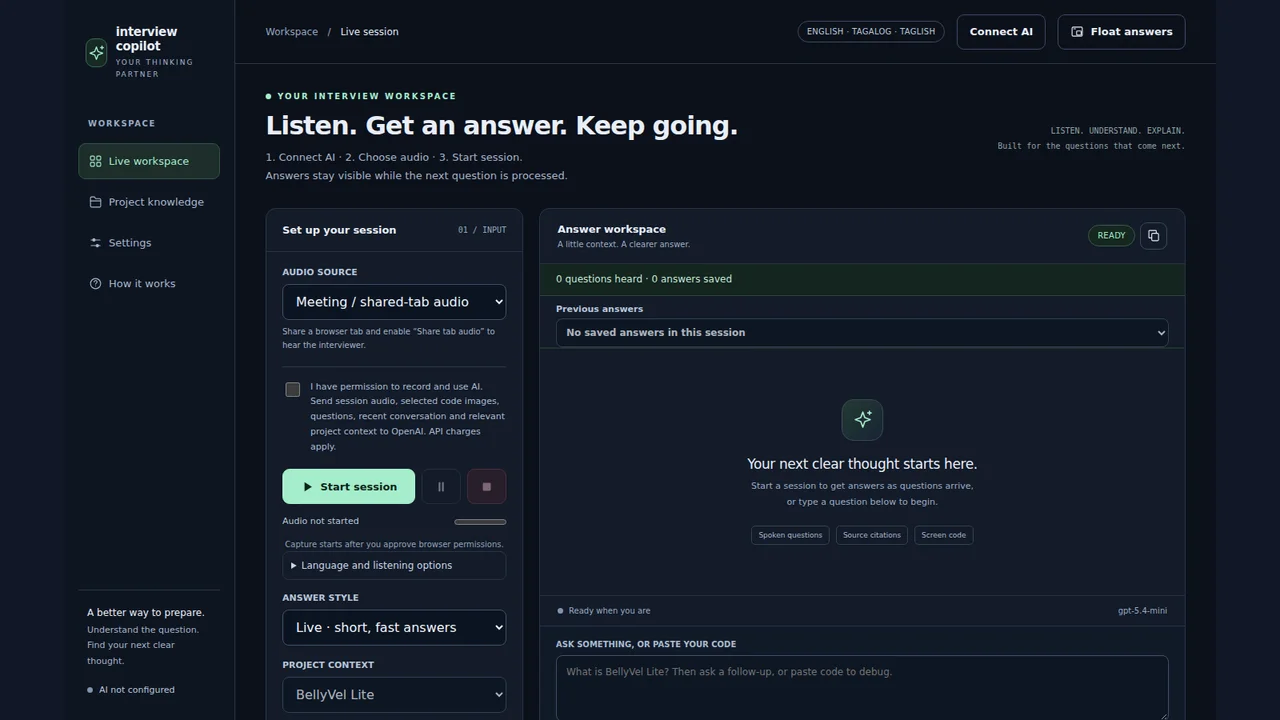 interview
copilot
YOUR THINKING
PARTNER
WORKSPACE
Live workspace
Project knowledge
Settings
How it works
A better way to prepare.
Understand the question.
Find your next clear
thought.
AI not configured
Workspace / Live session
ENGLISH · TAGALOG · TAGLISH
Connect AI
Float answers
YOUR INTERVIEW WORKSPACE
Listen. Get an answer. Keep going.
1. Connect AI · 2. Choose audio · 3. Start session.
Answers stay visible while the next question is processed.
LISTEN. UNDERSTAND. EXPLAIN.
Built for the questions that come next.
Set up your session
01 / INPUT
AUDIO SOURCE
Meeting / shared-tab audio
Share a browser tab and enable “Share tab audio” to
hear the interviewer.
I have permission to record and use AI.
Send session audio, selected code images,
questions, recent conversation and relevant
project context to OpenAI. API charges
apply.
Start session
Audio not started
Capture starts after you approve browser permissions.
Language and listening options
ANSWER STYLE
Live · short, fast answers
PROJECT CONTEXT
BellyVel Lite
Answer workspace
A little context. A clearer answer.
READY
0 questions heard · 0 answers saved
Previous answers
No saved answers in this session
Your next clear thought starts here.
Start a session to get answers as questions arrive,
or type a question below to begin.
Spoken questions
Source citations
Screen code
Ready when you are
gpt-5.4-mini
ASK SOMETHING, OR PASTE YOUR CODE
What is BellyVel Lite? Then ask a follow-up, or paste code to debug.